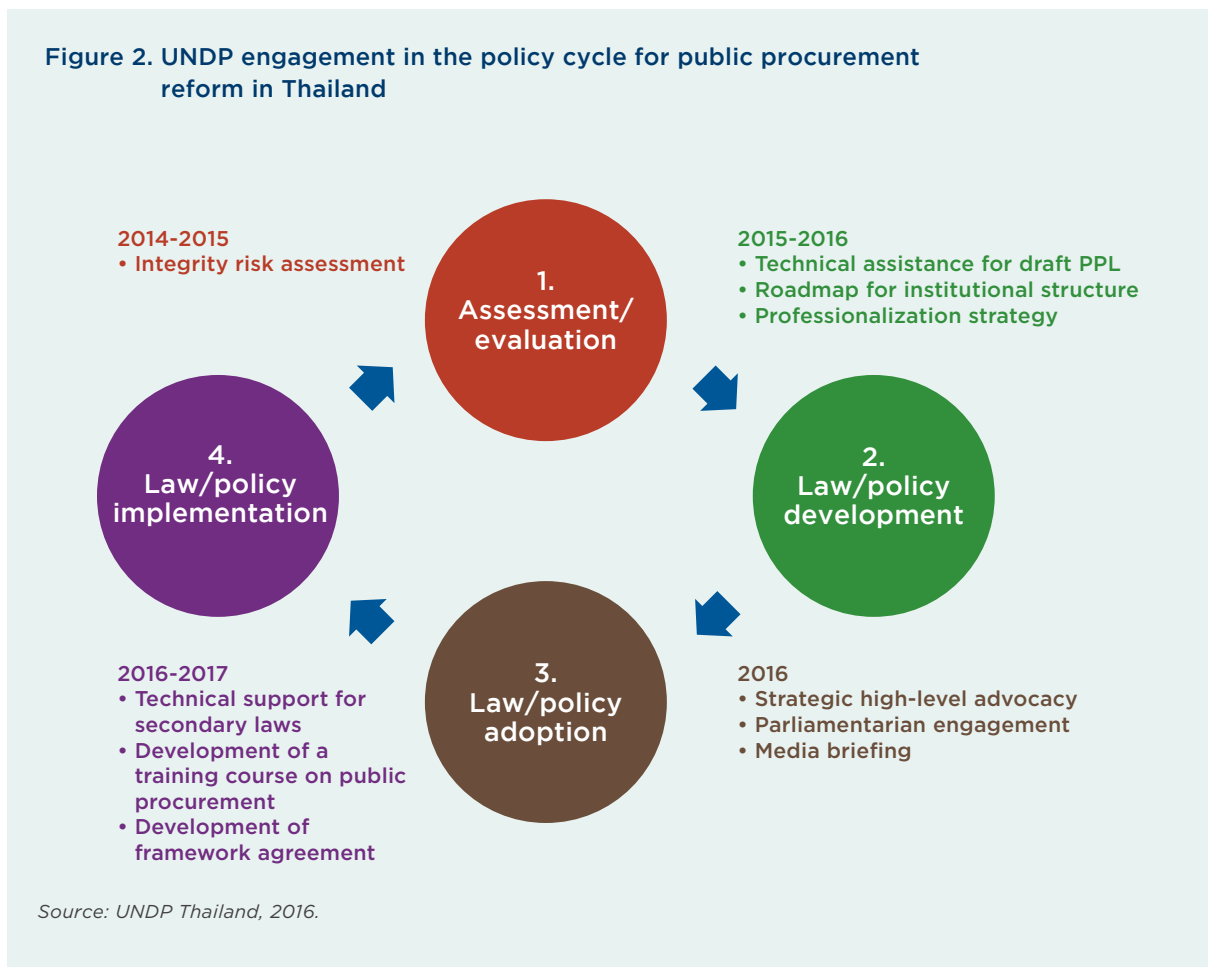 Figure 2. UNDP engagement in the policy cycle for public procurement
reform in Thailand
2014-2015
• Integrity risk assessment
1.
Assessment/
evaluation
2015-2016
• Technical assistance for draft PPL
• Roadmap for institutional structure
• Professionalization strategy
4.
Law/policy
implementation
2.
Law/policy
development
2016-2017
• Technical support for
secondary laws
• Development of a
training course on public
procurement
• Development of
framework agreement
3.
Law/policy
adoption
2016
• Strategic high-level advocacy
• Parliamentarian engagement
• Media briefing
Source: UNDP Thailand, 2016.